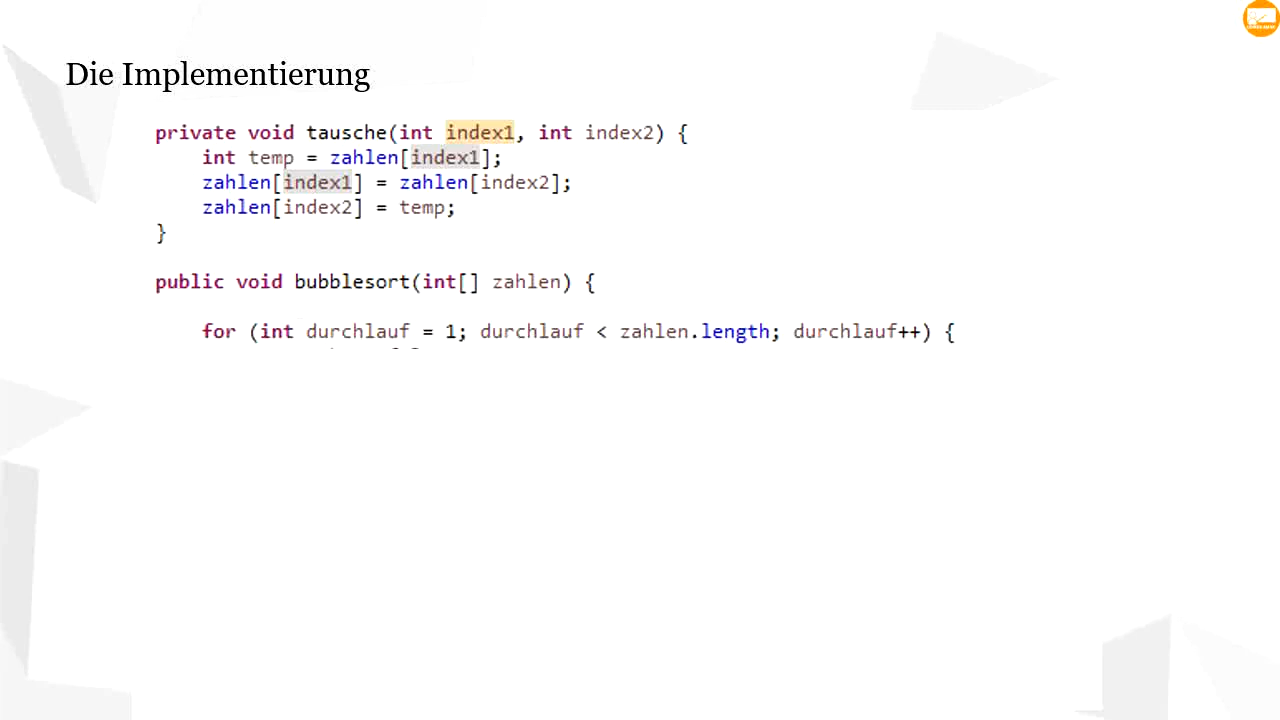 Die Implementierung
private void tausche(int index1, int index2) {
int temp = zahlen[index1];
zahlen[index1] = zahlen[index2];
zahlen[index2] = temp;
}
public void bubblesort(int[] zahlen) {
for (int durchlauf = 1; durchlauf < zahlen.length; durchlauf++) {